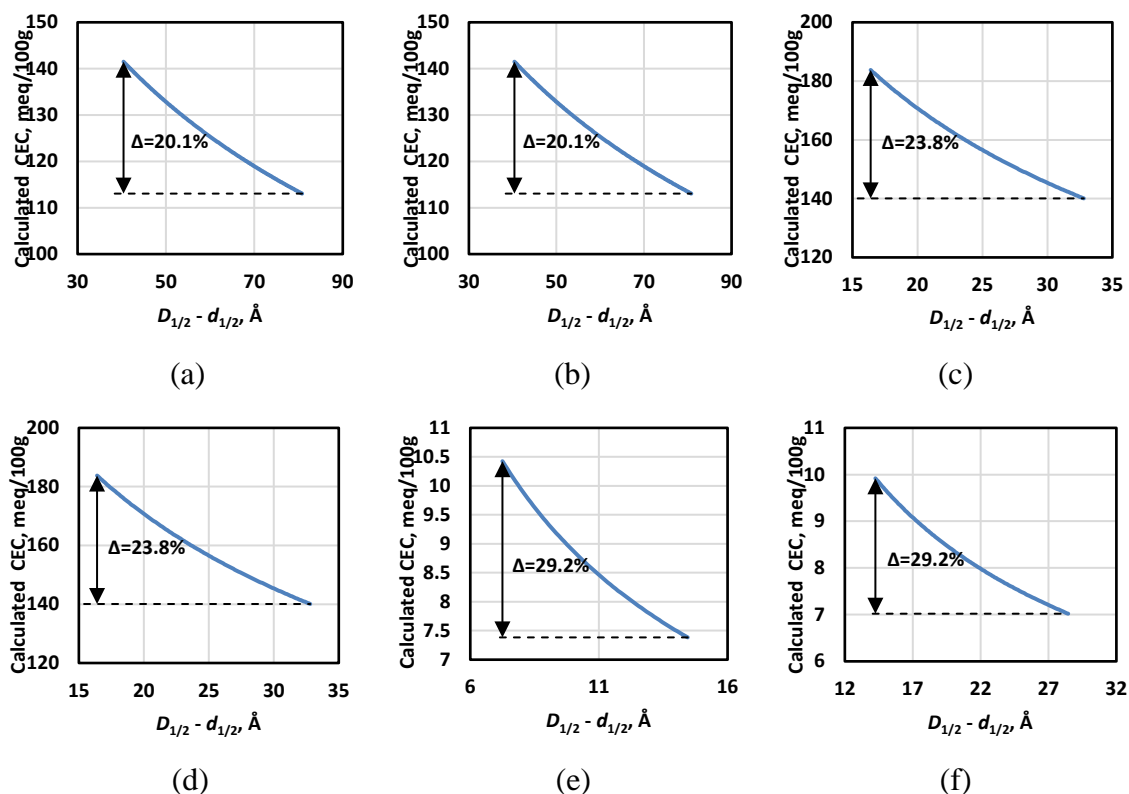 Calculated CEC, meq/100g
150
140
130
120
110
100
Δ=20.1%
30 50 70 90
D1/2 - d1/2, Å
(a)
Calculated CEC, meq/100g
150
140
130
120
110
100
Δ=20.1%
30 50 70 90
D1/2 - d1/2, Å
(b)
Calculated CEC, meq/100g
200
180
160
140
120
Δ=23.8%
15 20 25 30 35
D1/2 - d1/2, Å
(c)
Calculated CEC, meq/100g
200
180
160
140
120
Δ=23.8%
15 20 25 30 35
D1/2 - d1/2, Å
(d)
Calculated CEC, meq/100g
11
10.5
10
9.5
9
8.5
8
7.5
7
Δ=29.2%
6 11 16
D1/2 - d1/2, Å
(e)
Calculated CEC, meq/100g
11
10
9
8
7
6
Δ=29.2%
12 17 22 27 32
D1/2 - d1/2, Å
(f)